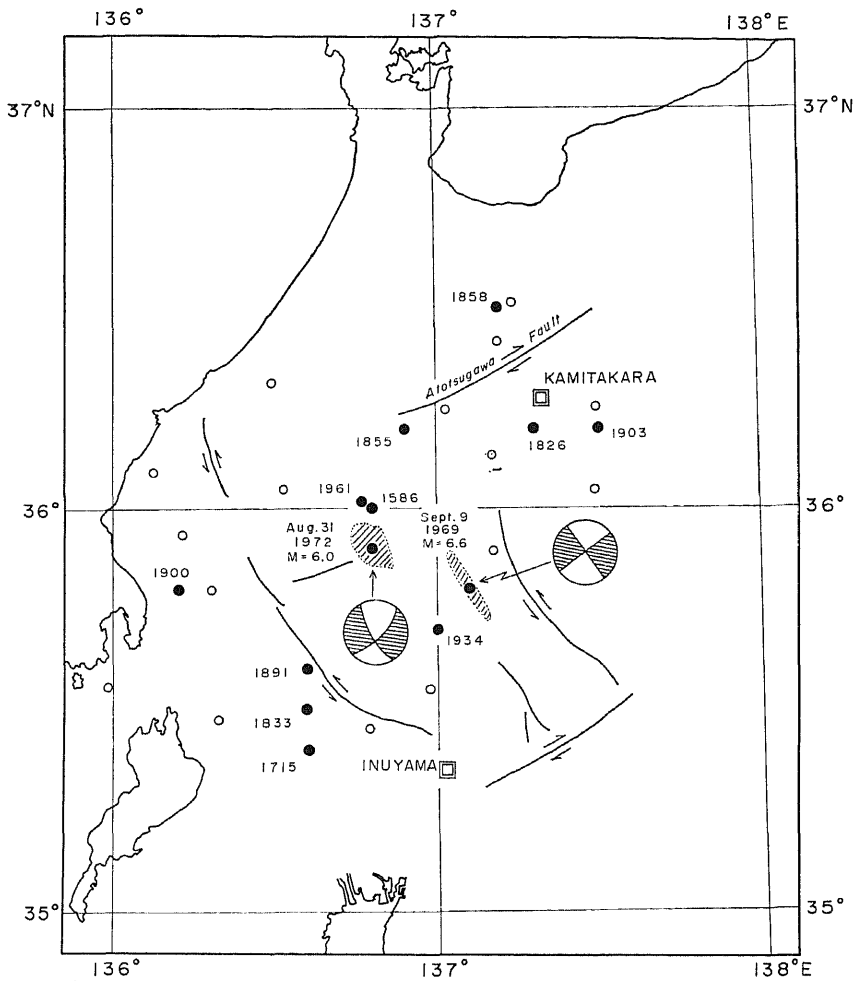 136°
137°
138°E
37°N
37°N
1858
Atotsugawa Fault
KAMITAKARA
1855
1826
1903
1961
1586
36°
36°
Aug. 31
1972
M=6.0
Sept. 9
1969
M=6.6
1900
1934
1891
1833
1715
INUYAMA
35°
35°
136°
137°
138°E